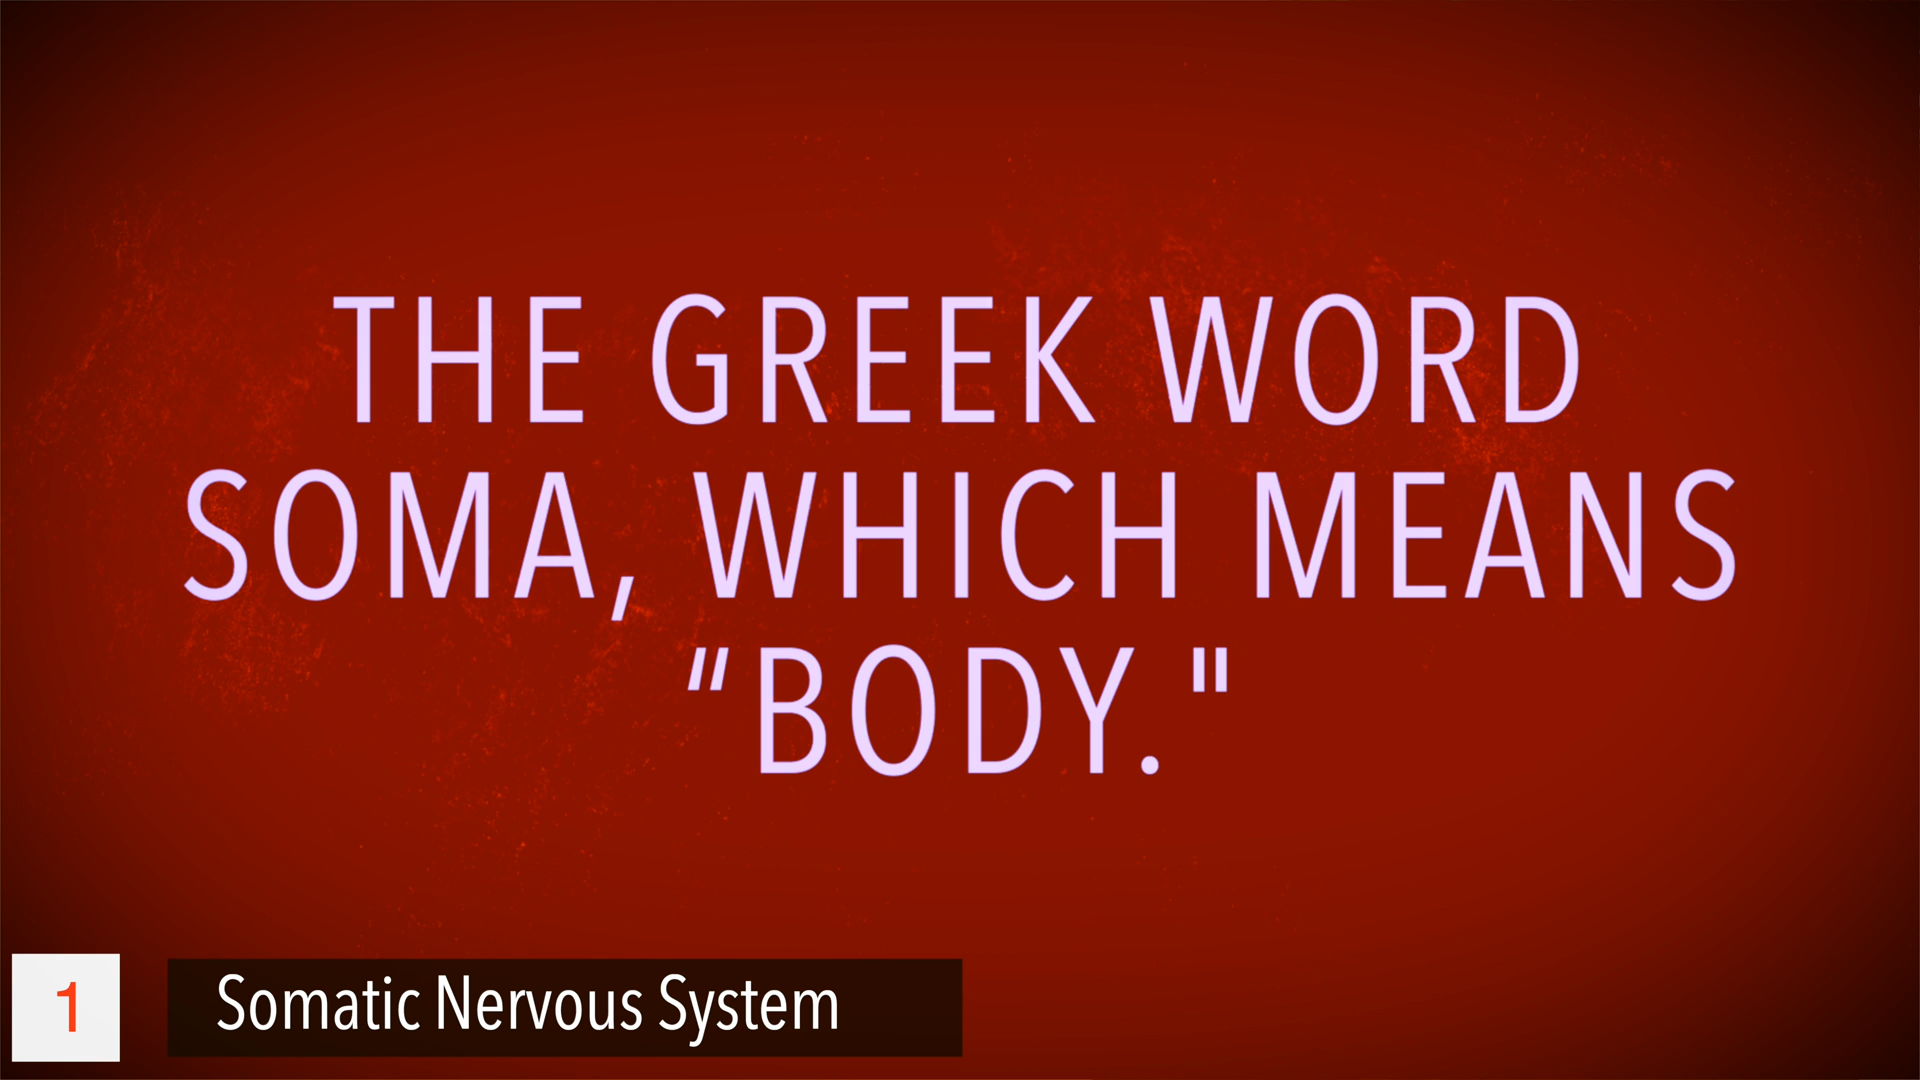 THE GREEK WORD
SOMA, WHICH MEANS
“BODY."
1
Somatic Nervous System